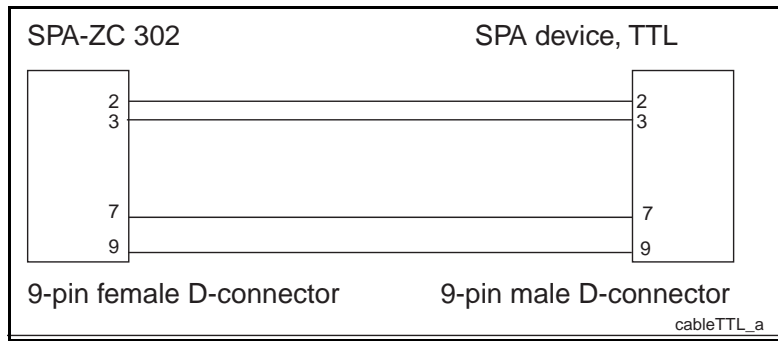 SPA-ZC 302 SPA device, TTL
2 2
3 3
7 7
9 9
9-pin female D-connector 9-pin male D-connector
cableTTL_a